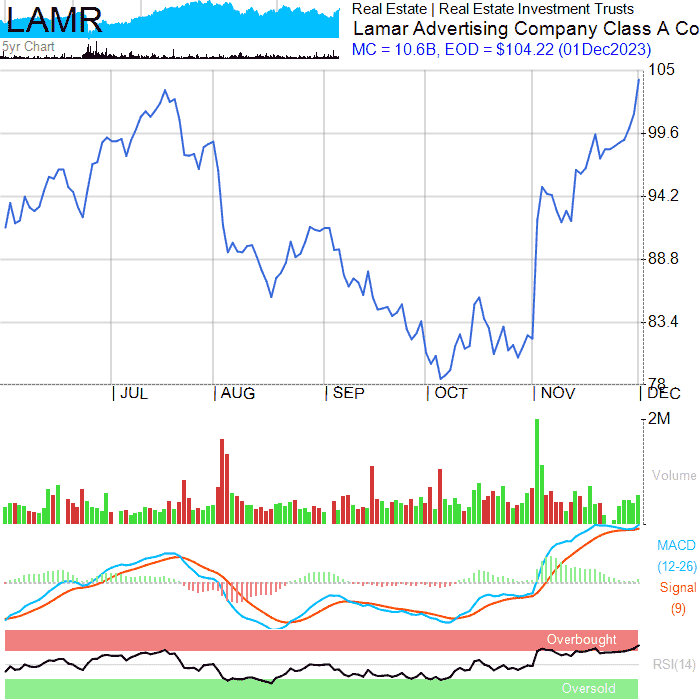 LAMR
5yr Chart
Real Estate | Real Estate Investment Trusts
Lamar Advertising Company Class A Co
MC = 10.6B, EOD = $104.22 (01Dec2023)
105
99.6
94.2
88.8
83.4
78
JUL AUG SEP OCT NOV DEC
2M
Volume
MACD
(12-26)
Signal
(9)
Overbought
RSI(14)
Oversold